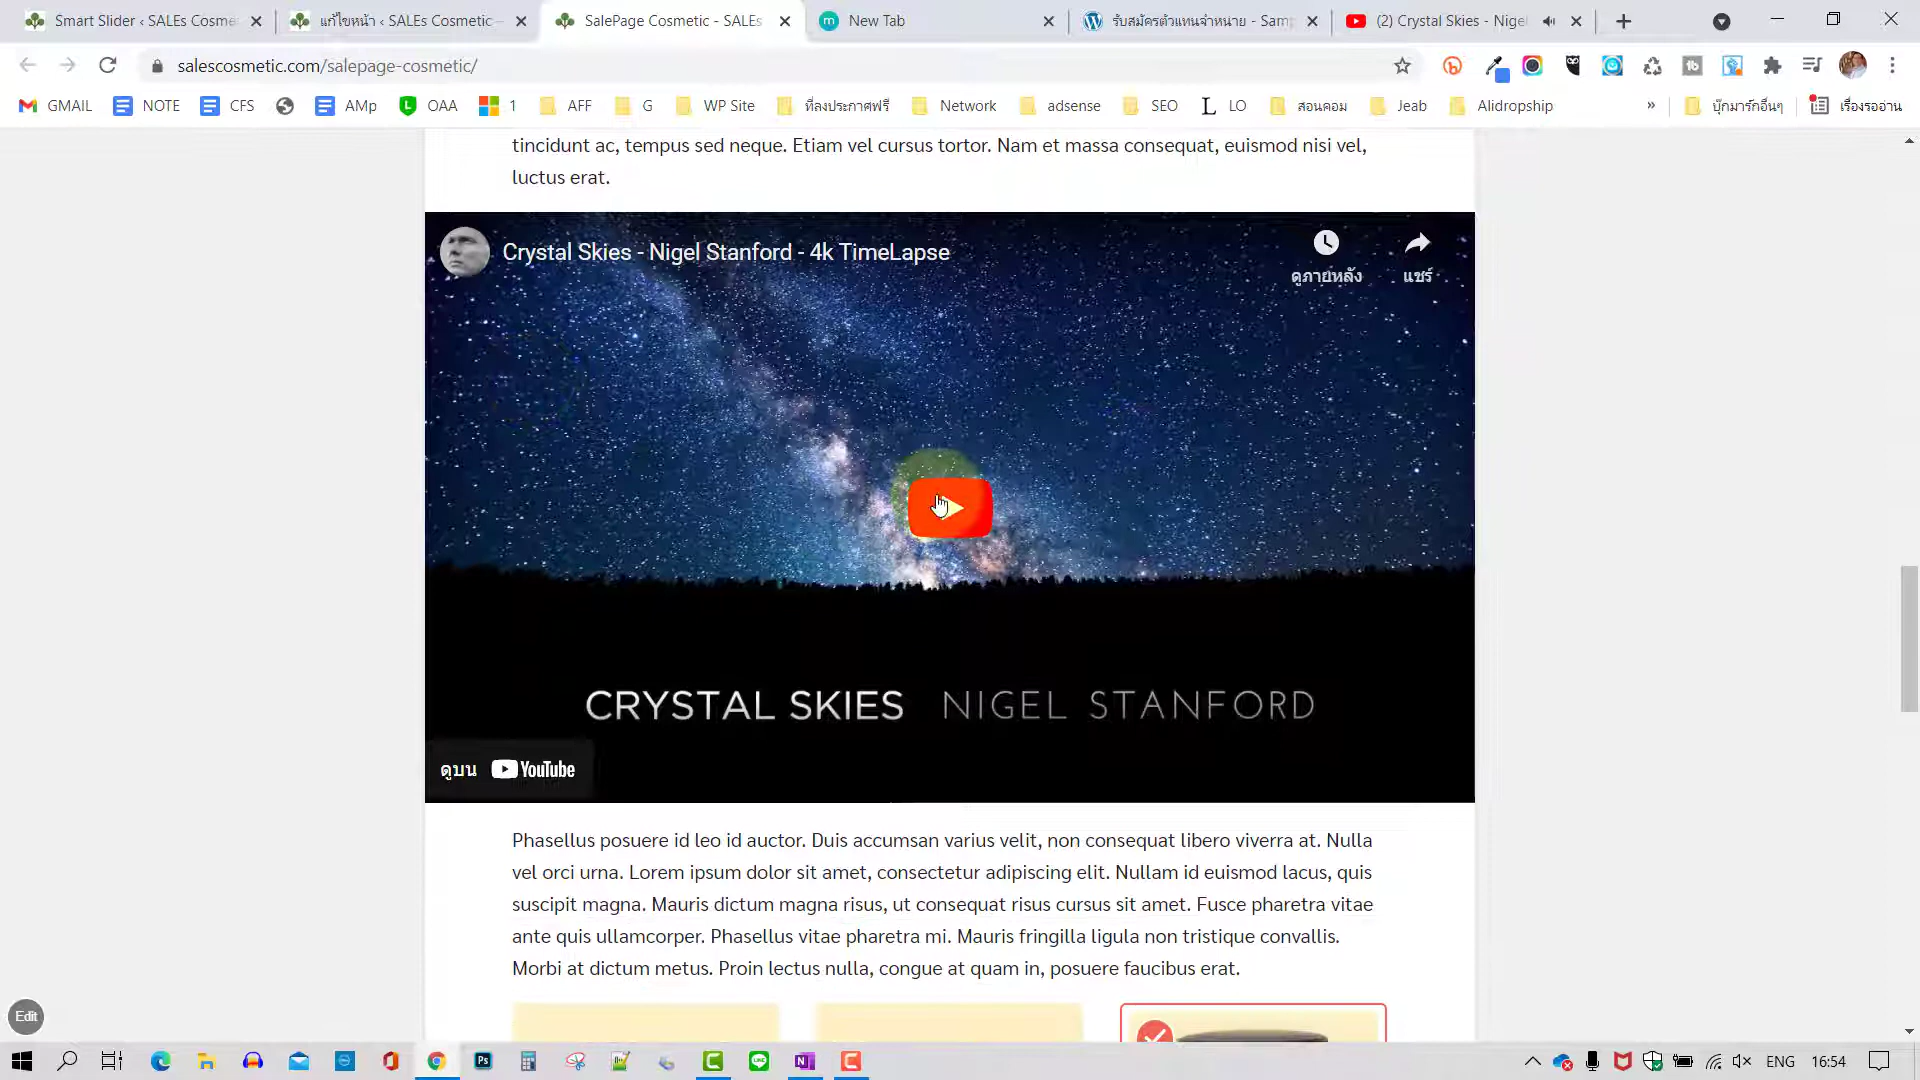 Smart Slider ‹ SALEs Cosme
แก้ไขหน้า ‹ SALEs Cosmetic —
SalePage Cosmetic - SALEs
New Tab
รับสมัครตัวแทนจำหน่าย - Sam
(2) Crystal Skies - Nigel
salescosmetic.com/salepage-cosmetic/
GMAIL
NOTE
CFS
AMp
OAA
1
AFF
G
WP Site
ที่ลงประกาศฟรี
Network
adsense
SEO
LO
สอนคอม
Jeab
Alidropship
»
บุ๊กมาร์กอื่นๆ
เรื่องรออ่าน
tincidunt ac, tempus sed neque. Etiam vel cursus tortor. Nam et massa consequat, euismod nisi vel,
luctus erat.
Crystal Skies - Nigel Stanford - 4k TimeLapse
ดูภายหลัง
แชร์
CRYSTAL SKIES NIGEL STANFORD
ดูบน YouTube
Phasellus posuere id leo id auctor. Duis accumsan varius velit, non consequat libero viverra at. Nulla
vel orci urna. Lorem ipsum dolor sit amet, consectetur adipiscing elit. Nullam id euismod lacus, quis
suscipit magna. Mauris dictum magna risus, ut consequat risus cursus sit amet. Fusce pharetra vitae
ante quis ullamcorper. Phasellus vitae pharetra mi. Mauris fringilla ligula non tristique convallis.
Morbi at dictum metus. Proin lectus nulla, congue at quam in, posuere faucibus erat.
Edit
ENG
16:54